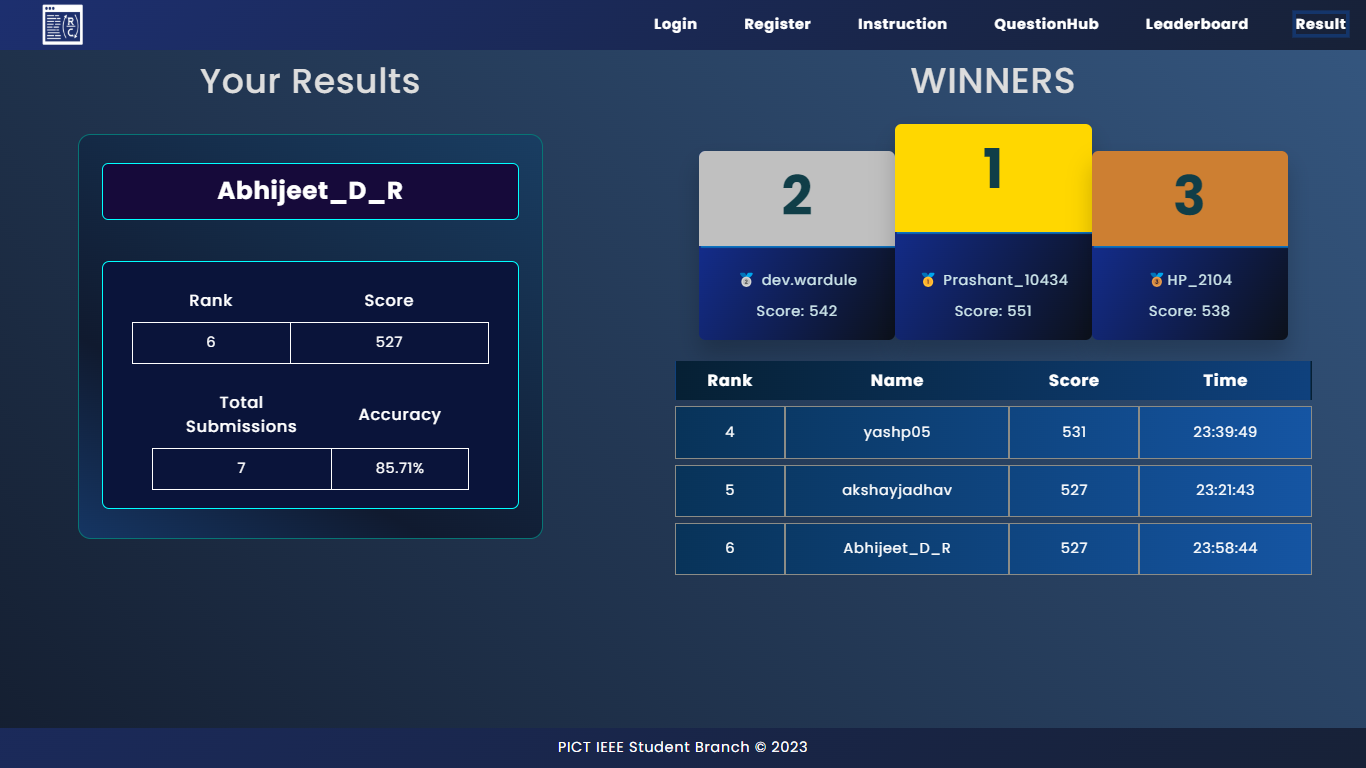 R
C
Login Register Instruction QuestionHub Leaderboard Result
Your Results
Abhijeet_D_R
Rank Score
6 527
Total Accuracy
Submissions
7 85.71%
WINNERS
2 1 3
2 dev.wardule 1 Prashant_10434 3 HP_2104
Score: 542 Score: 551 Score: 538
Rank Name Score Time
4 yashp05 531 23:39:49
5 akshayjadhav 527 23:21:43
6 Abhijeet_D_R 527 23:58:44
PICT IEEE Student Branch © 2023